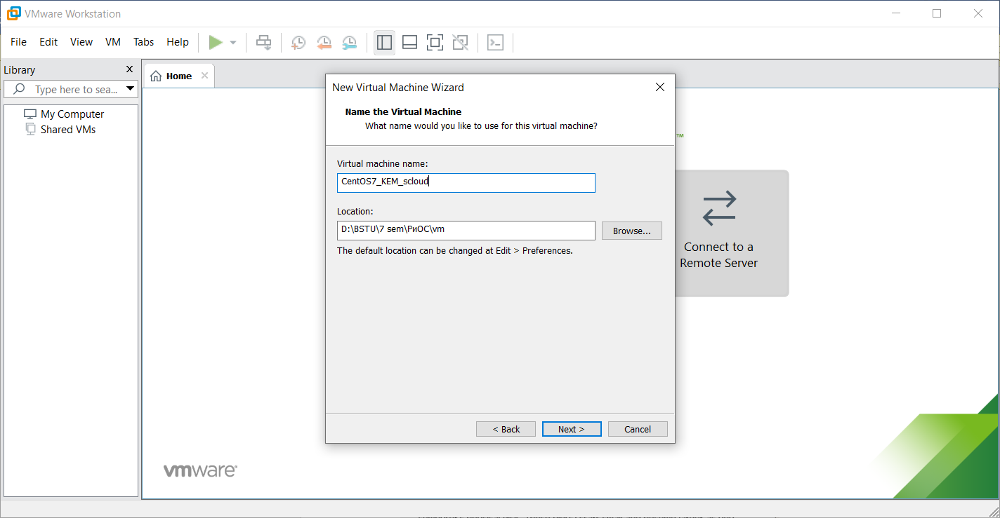 VMware Workstation
File Edit View VM Tabs Help
Library
Type here to sea...
My Computer
Shared VMs
Home
New Virtual Machine Wizard
Name the Virtual Machine
What name would you like to use for this virtual machine?
Virtual machine name:
CentOS7_KEM_scloud
Location:
D:\BSTU\7 sem\РиОС\vm
Browse...
The default location can be changed at Edit > Preferences.
< Back
Next >
Cancel
TM
Connect to a
Remote Server
vmware®